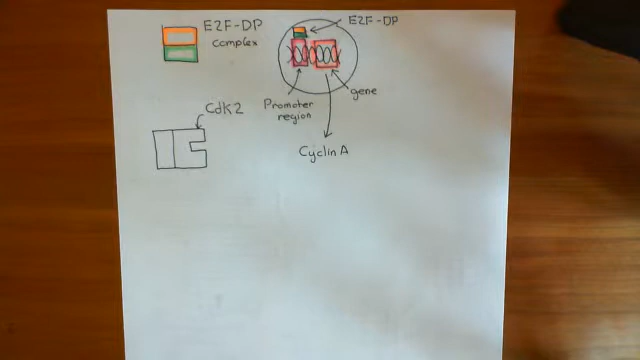 E2F-DP
complex
E2F-DP
Promoter
region
gene
Cyclin A
Cdk2